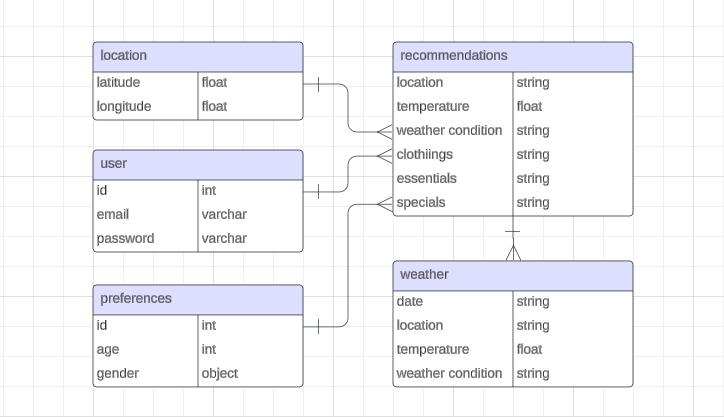 location
latitude float
longitude float
user
id int
email varchar
password varchar
preferences
id int
age int
gender object
recommendations
location string
temperature float
weather condition string
clothiings string
essentials string
specials string
weather
date string
location string
temperature float
weather condition string